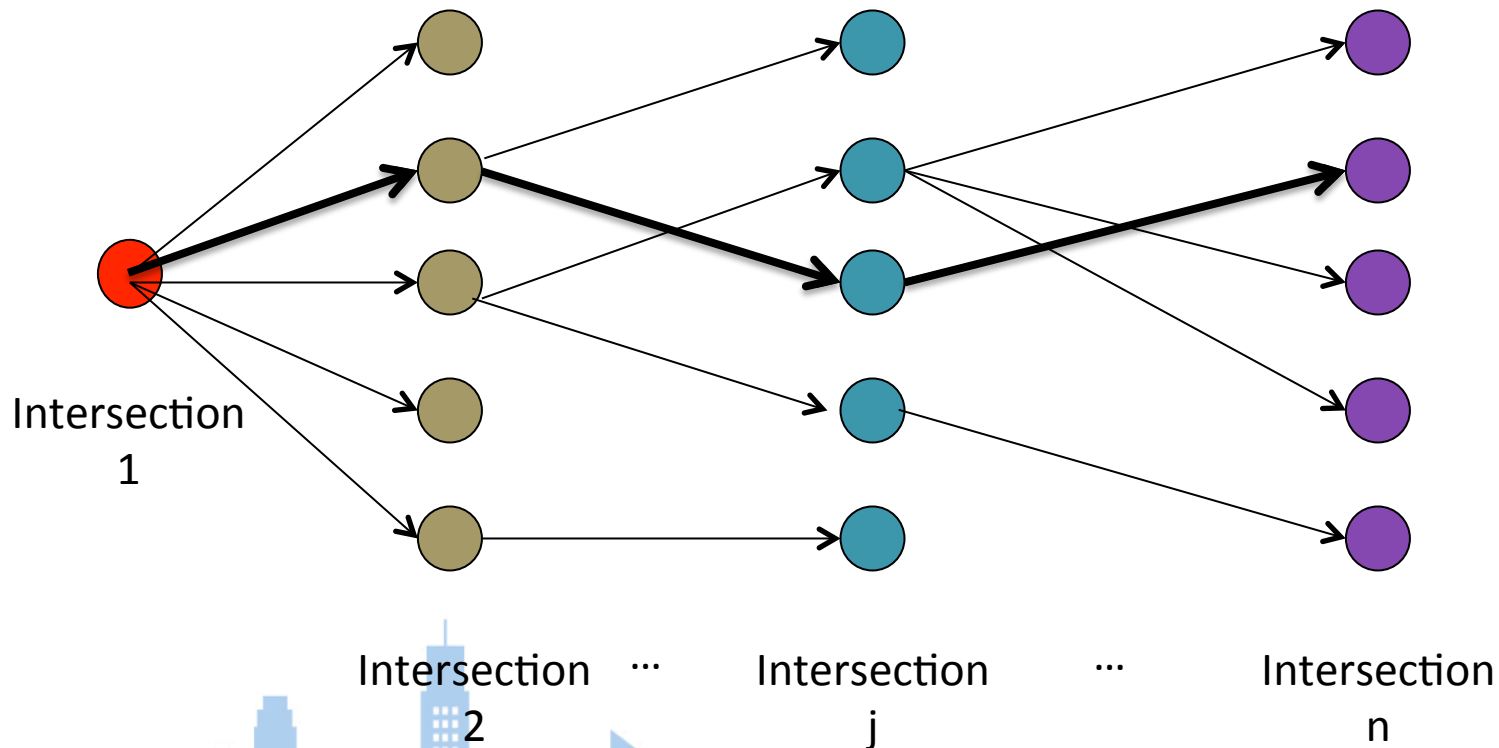 Intersection
1
Intersection ... Intersection ... Intersection
2 j n